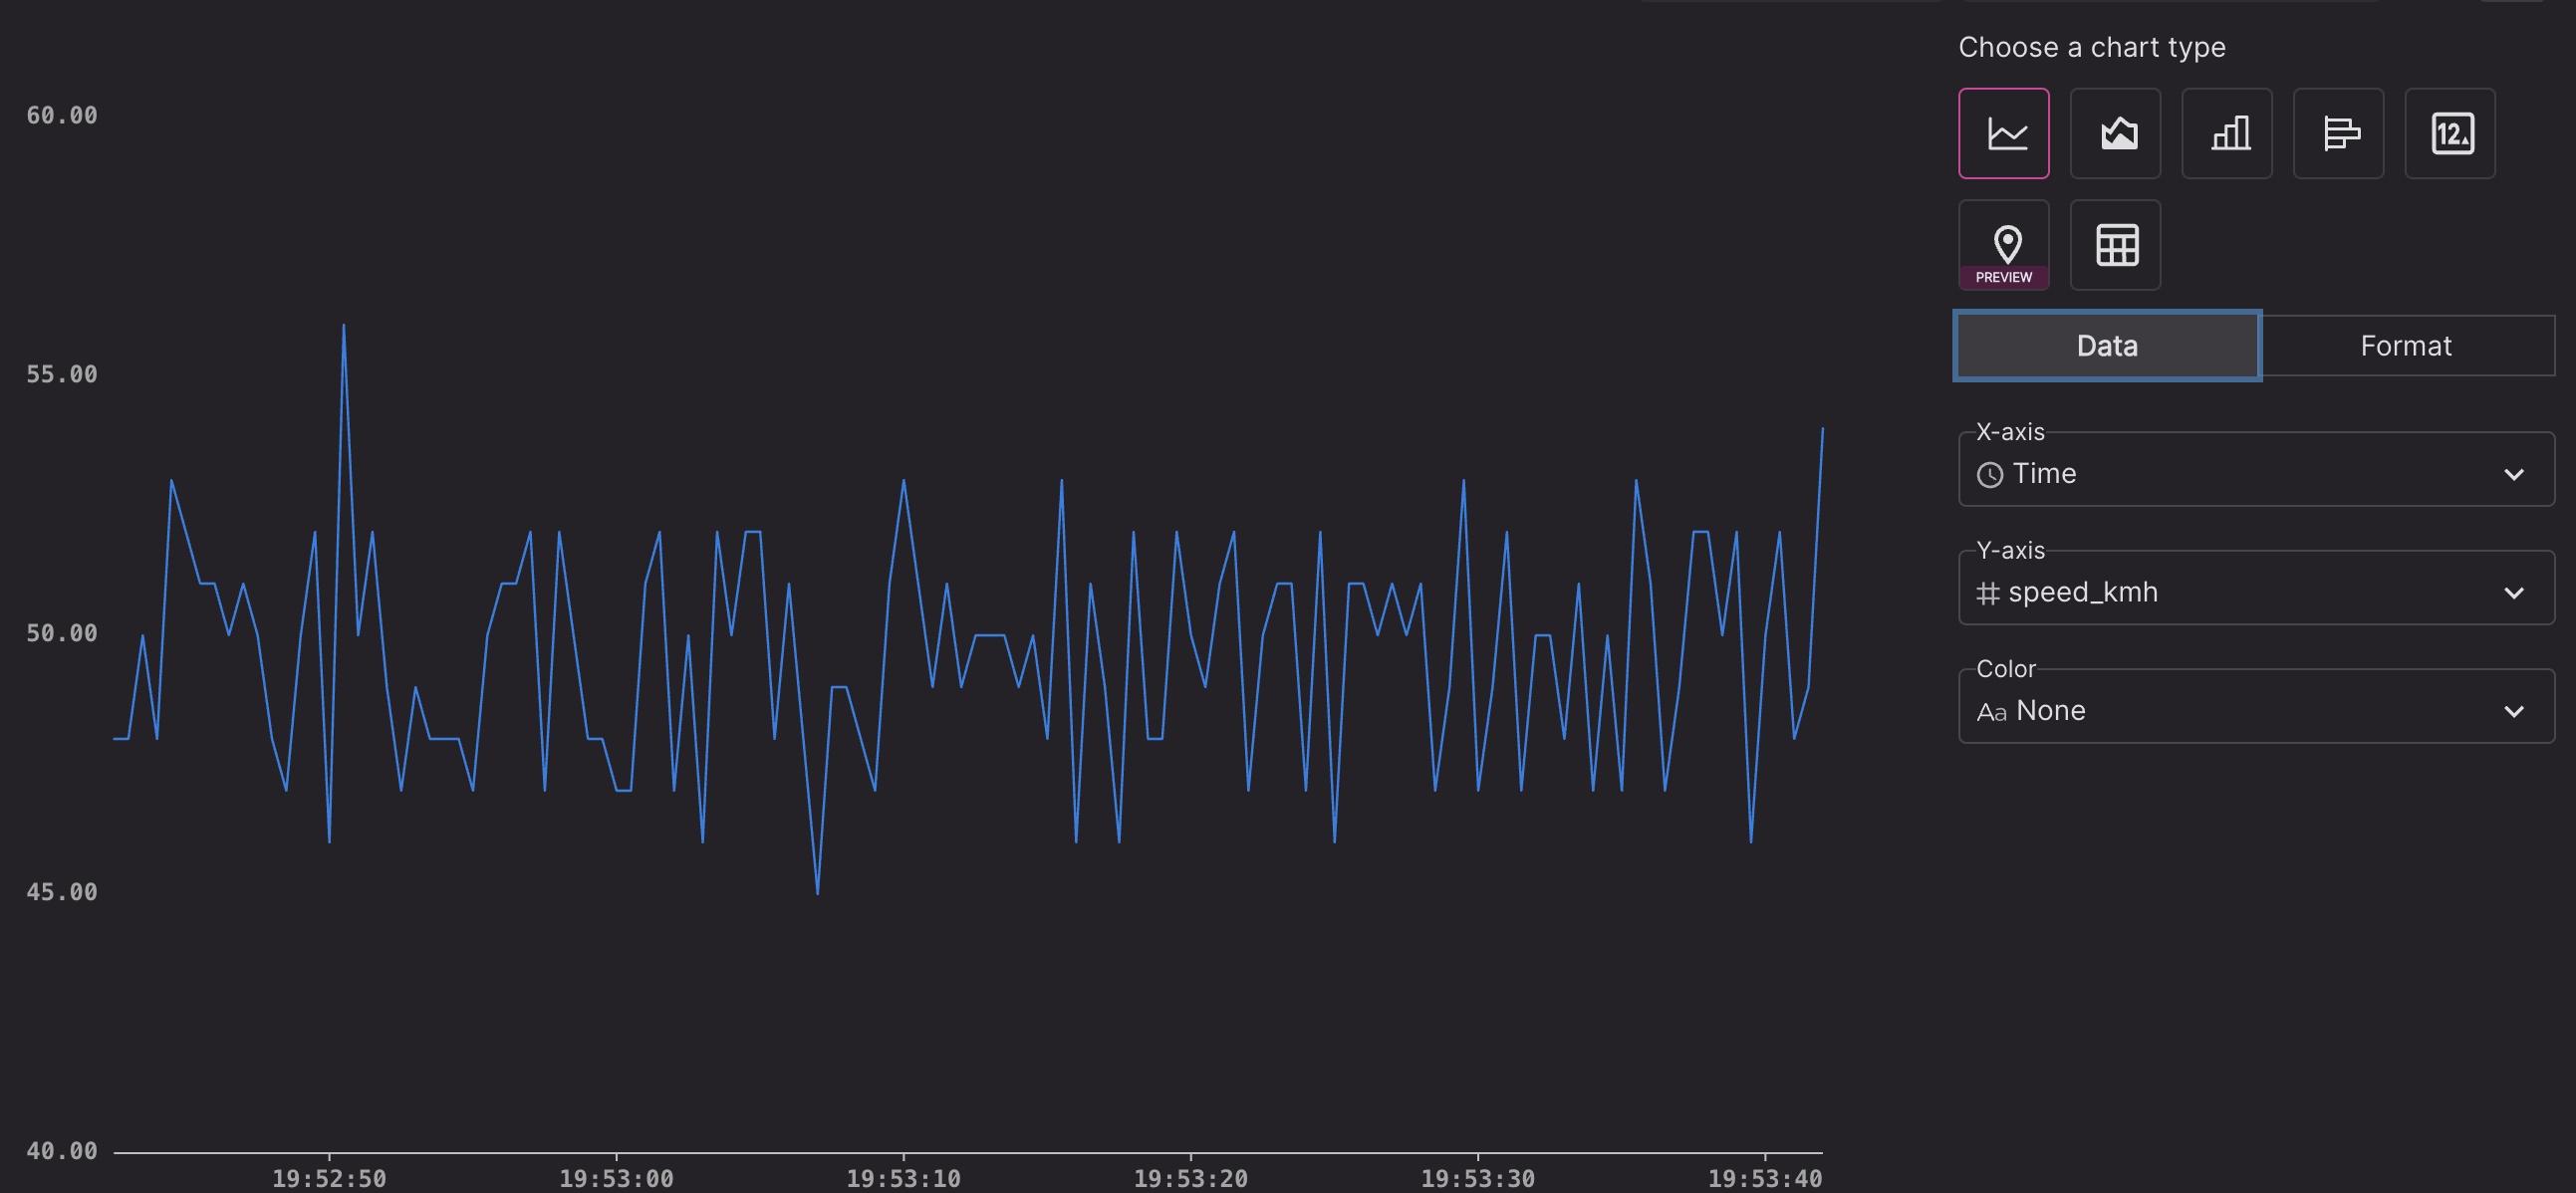 Choose a chart type
12
PREVIEW
Data
Format
X-axis
Time
Y-axis
# speed_kmh
Color
Aa None
60.00
55.00
50.00
45.00
40.00
19:52:50 19:53:00 19:53:10 19:53:20 19:53:30 19:53:40